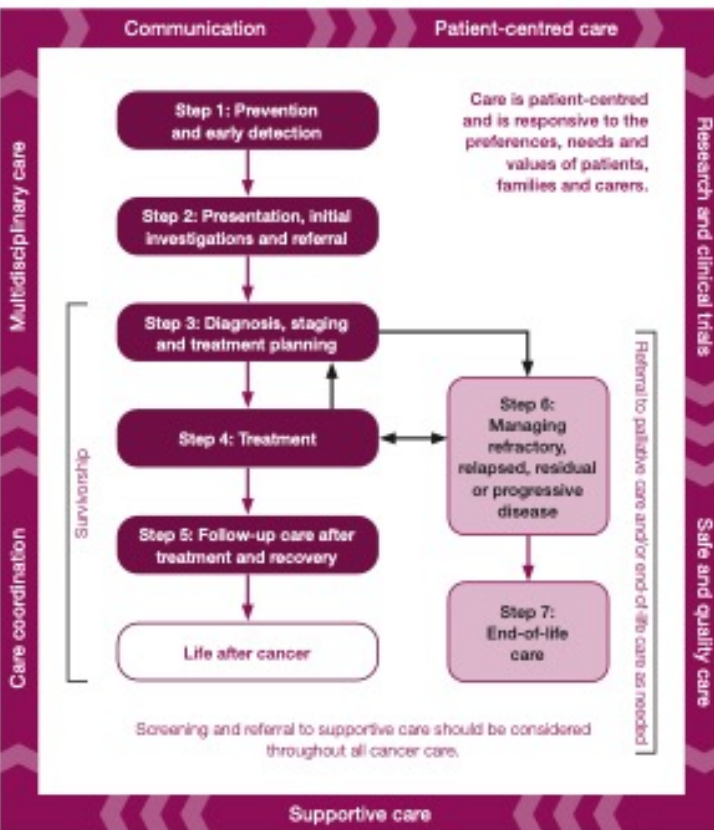 Communication
Patient-centred care
Multidisciplinary care
Care coordination
Research and clinical trials
Safe and quality care
Supportive care
Care is patient-centred
and is responsive to the
preferences, needs and
values of patients,
families and carers.
Step 1: Prevention
and early detection
Step 2: Presentation, initial
investigations and referral
Step 3: Diagnosis, staging
and treatment planning
Step 4: Treatment
Step 5: Follow-up care after
treatment and recovery
Life after cancer
Survivorship
Step 6:
Managing
refractory,
relapsed, residual
or progressive
disease
Step 7:
End-of-life
care
Referral to palliative care and/or end-of-life care as needed
Screening and referral to supportive care should be considered
throughout all cancer care.